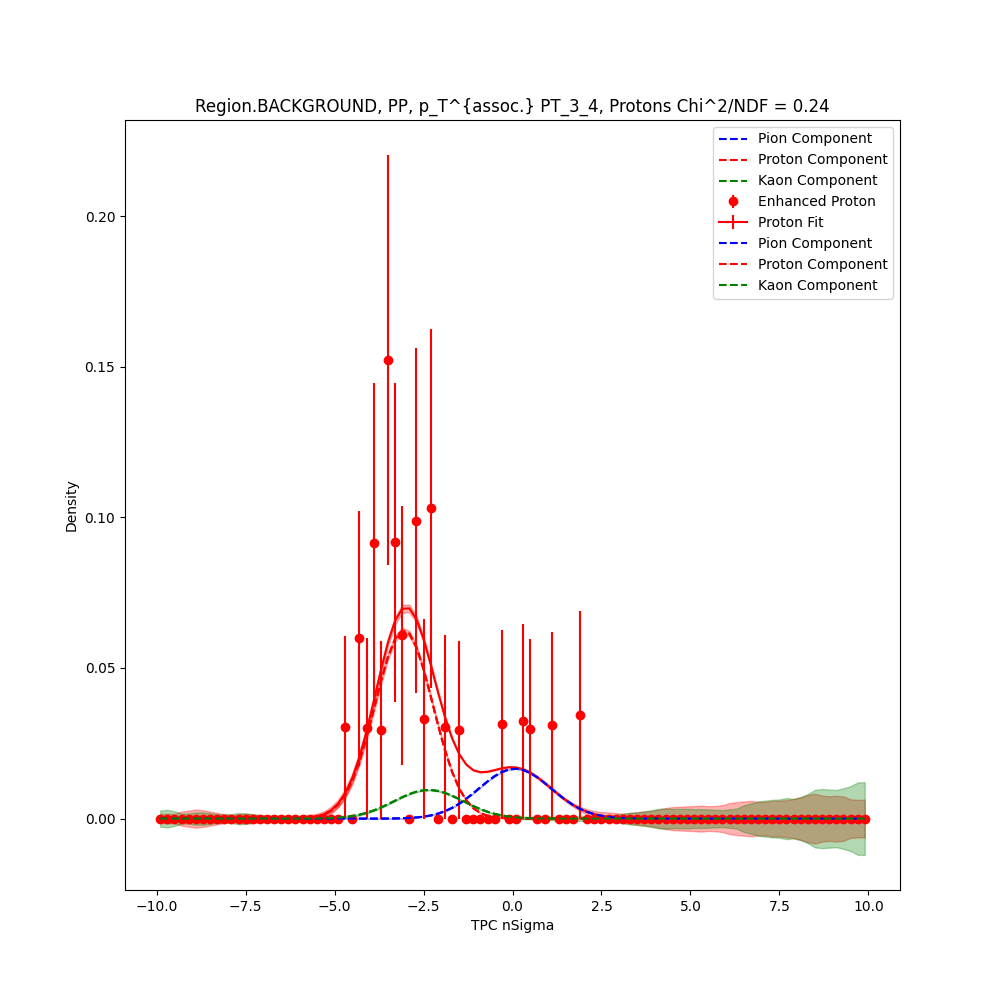 Region.BACKGROUND, PP, p_T^{assoc.} PT_3_4, Protons Chi^2/NDF = 0.24
Pion Component
Proton Component
Kaon Component
Enhanced Proton
Proton Fit
Pion Component
Proton Component
Kaon Component
0.20
0.15
0.10
0.05
0.00
Density
−10.0 −7.5 −5.0 −2.5 0.0 2.5 5.0 7.5 10.0
TPC nSigma